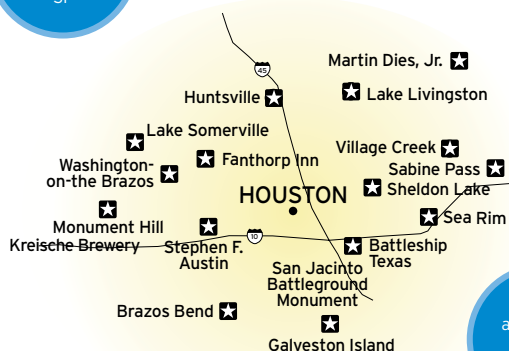 Martin Dies, Jr.
45
Huntsville
Lake Livingston
Lake Somerville
Village Creek
Washington-
on-the Brazos
Fanthorp Inn
Sabine Pass
Sheldon Lake
HOUSTON
Monument Hill
Kreische Brewery
Sea Rim
10
Stephen F.
Austin
Battleship
Texas
San Jacinto
Battleground
Monument
Brazos Bend
Galveston Island